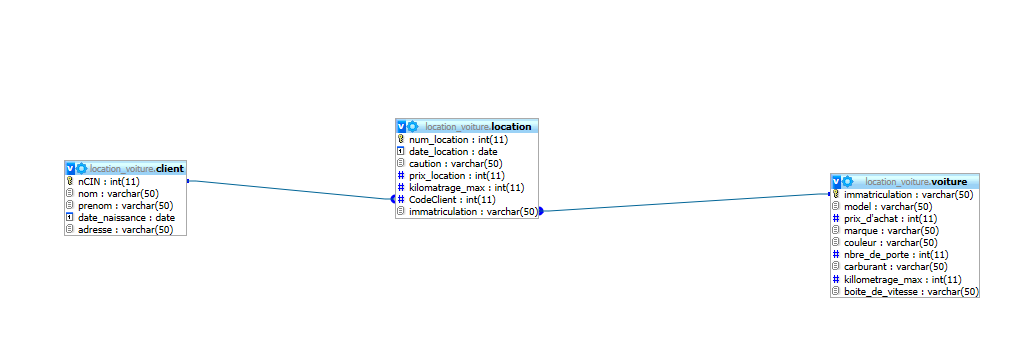 location_voiture.client
nCIN : int(11)
nom : varchar(50)
prenom : varchar(50)
date_naissance : date
adresse : varchar(50)
location_voiture.location
num_location : int(11)
date_location : date
caution : varchar(50)
prix_location : int(11)
kilomatrage_max : int(11)
CodeClient : int(11)
immatriculation : varchar(50)
location_voiture.voiture
immatriculation : varchar(50)
model : varchar(50)
prix_d'achat : int(11)
marque : varchar(50)
couleur : varchar(50)
nbre_de_porte : int(11)
carburant : varchar(50)
killometrage_max : int(11)
boite_de_vitesse : varchar(50)